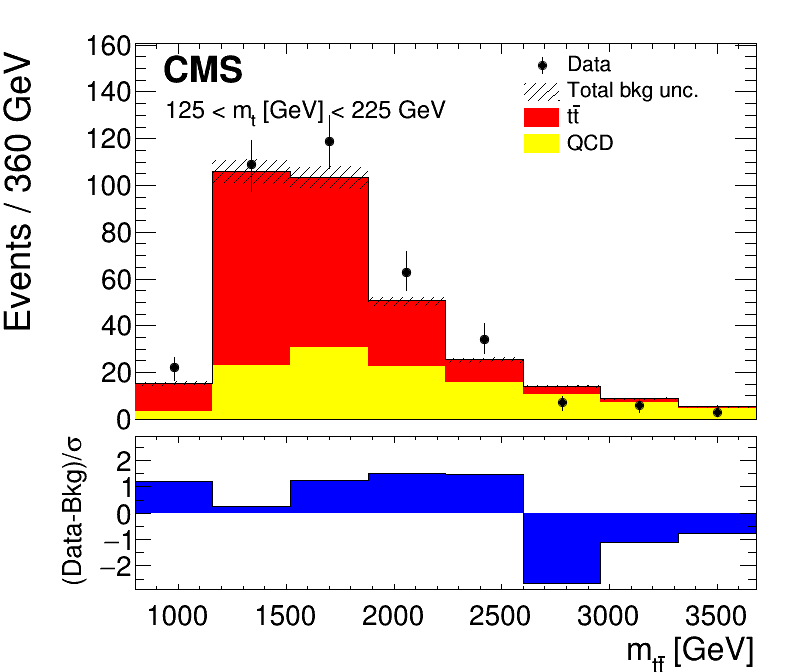 Events / 360 GeV
160
140
120
100
80
60
40
20
0
CMS
125 < mₜ [GeV] < 225 GeV
Data
Total bkg unc.
tt̄
QCD
(Data-Bkg)/σ
2
1
0
−1
−2
1000 1500 2000 2500 3000 3500
m_tt̄ [GeV]